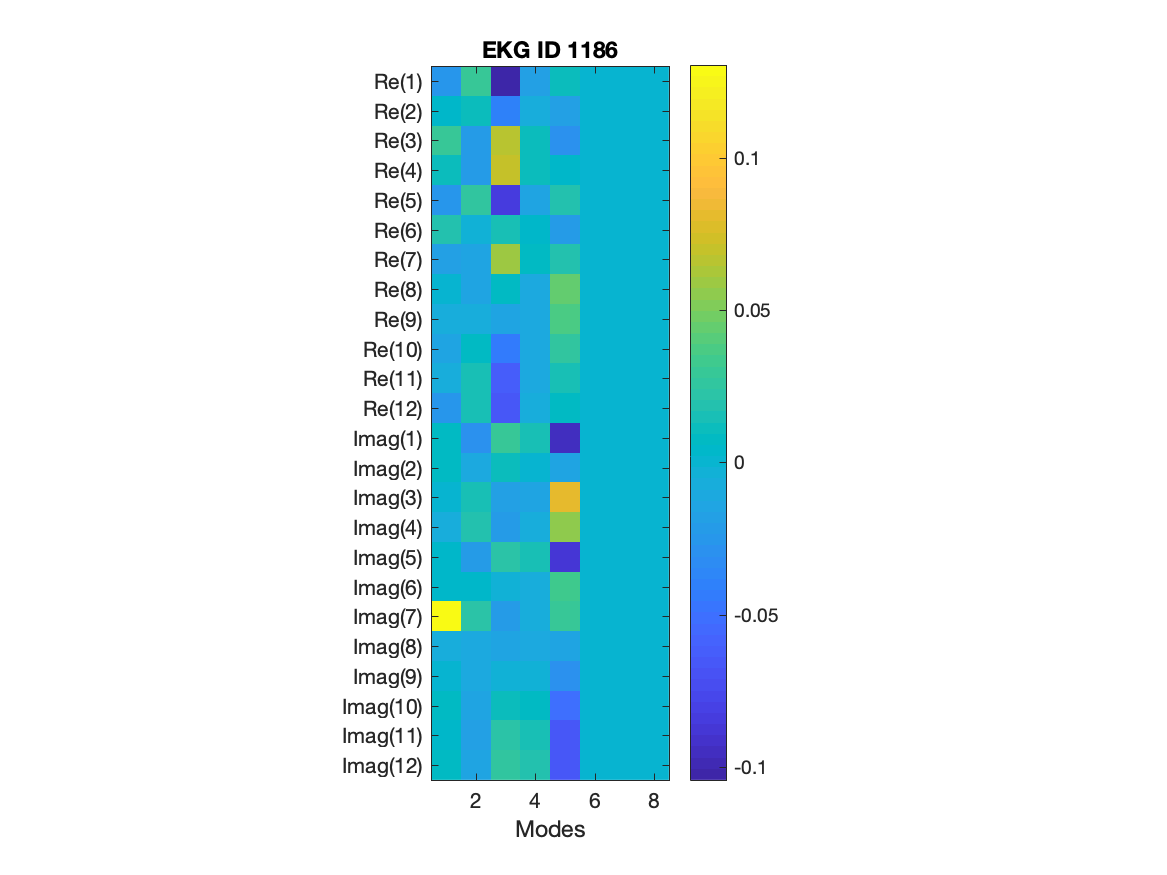 EKG ID 1186
Re(1)
Re(2)
Re(3)
Re(4)
Re(5)
Re(6)
Re(7)
Re(8)
Re(9)
Re(10)
Re(11)
Re(12)
Imag(1)
Imag(2)
Imag(3)
Imag(4)
Imag(5)
Imag(6)
Imag(7)
Imag(8)
Imag(9)
Imag(10)
Imag(11)
Imag(12)
2 4 6 8
Modes
0.1
0.05
0
-0.05
-0.1